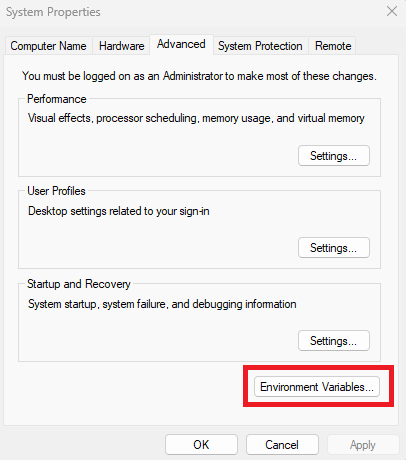 System Properties
Computer Name Hardware Advanced System Protection Remote
You must be logged on as an Administrator to make most of these changes.
Performance
Visual effects, processor scheduling, memory usage, and virtual memory
Settings...
User Profiles
Desktop settings related to your sign-in
Settings...
Startup and Recovery
System startup, system failure, and debugging information
Settings...
Environment Variables...
OK Cancel Apply